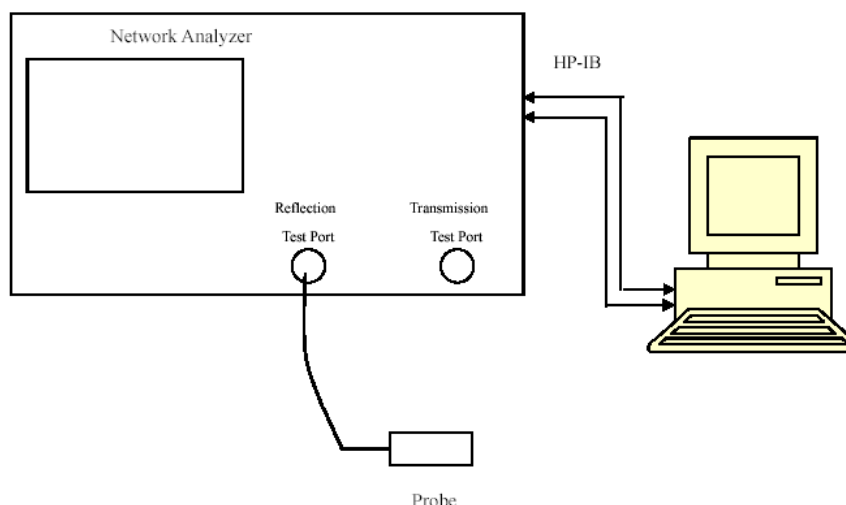 Network Analyzer
HP-IB
Reflection
Test Port
Transmission
Test Port
Probe